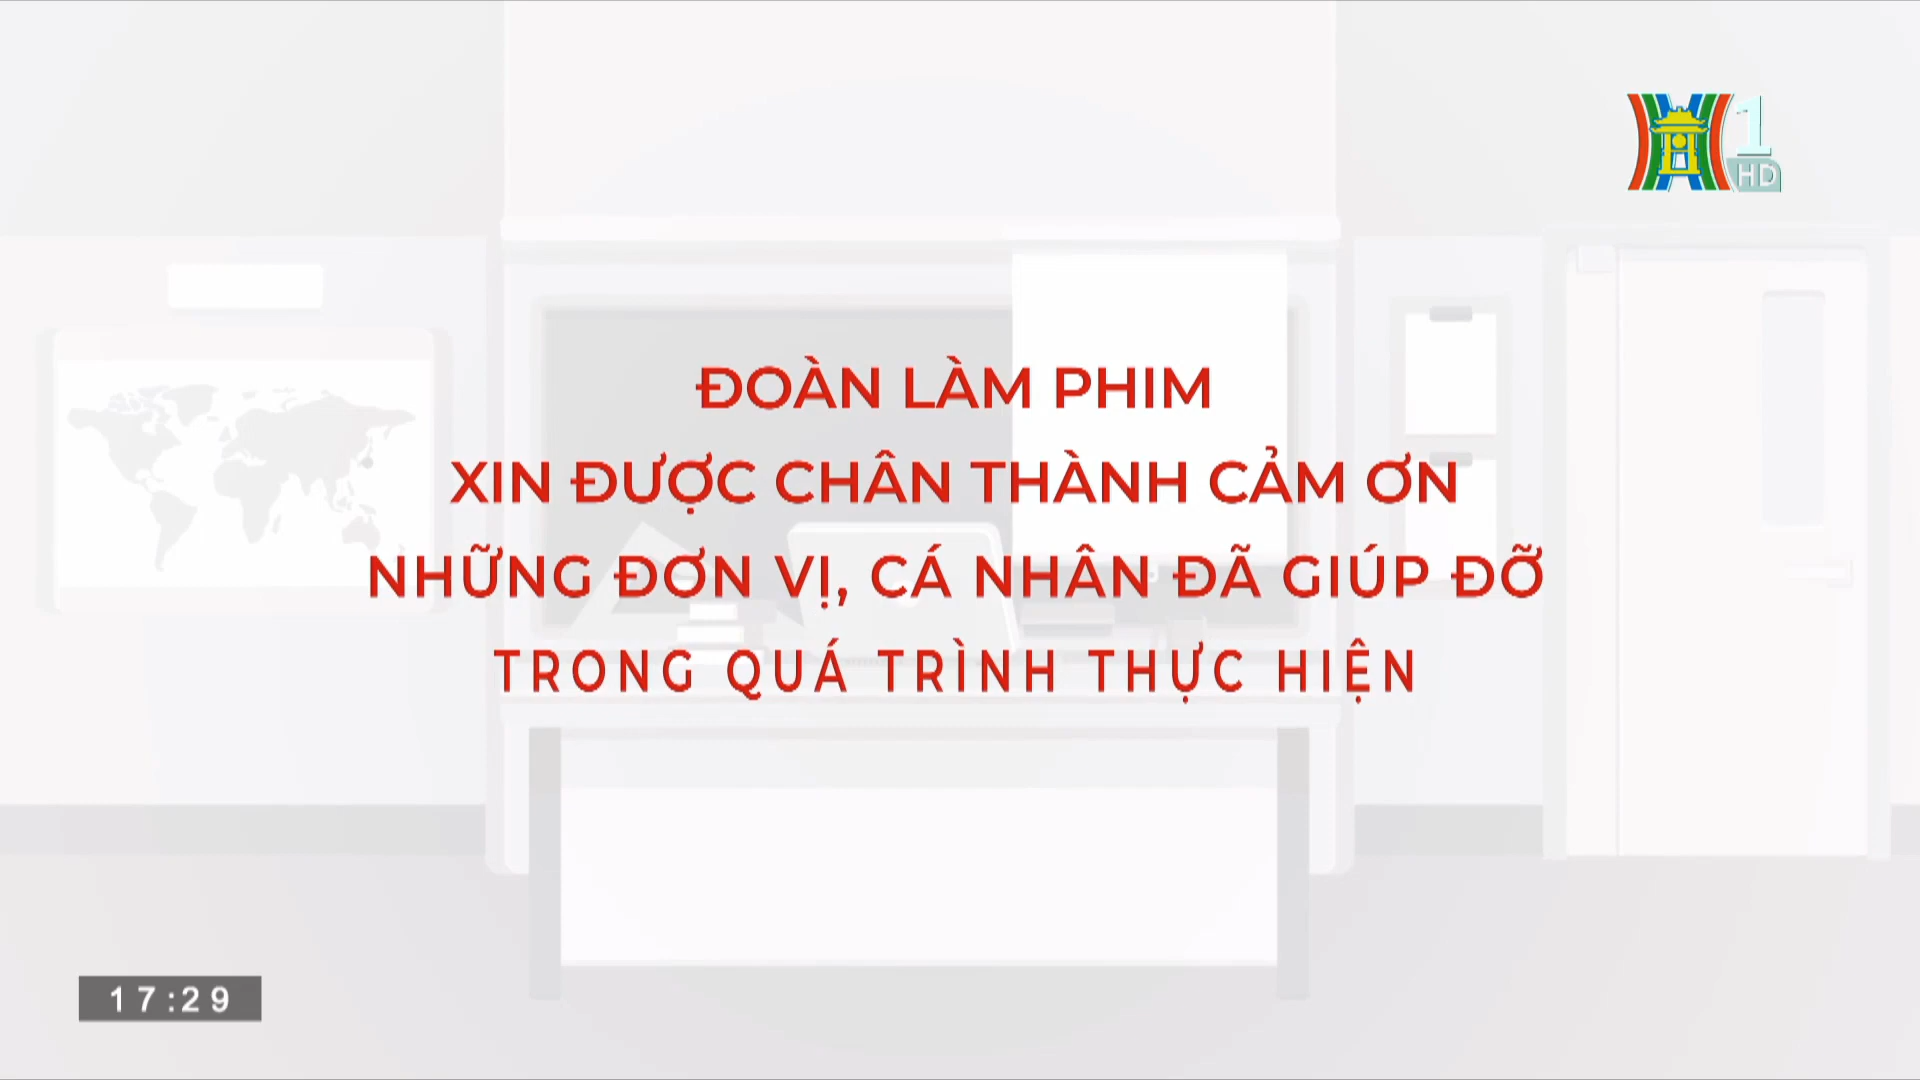 1
HD
ĐOÀN LÀM PHIM
XIN ĐƯỢC CHÂN THÀNH CẢM ƠN
NHỮNG ĐƠN VỊ, CÁ NHÂN ĐÃ GIÚP ĐỠ
TRONG QUÁ TRÌNH THỰC HIỆN
17:29